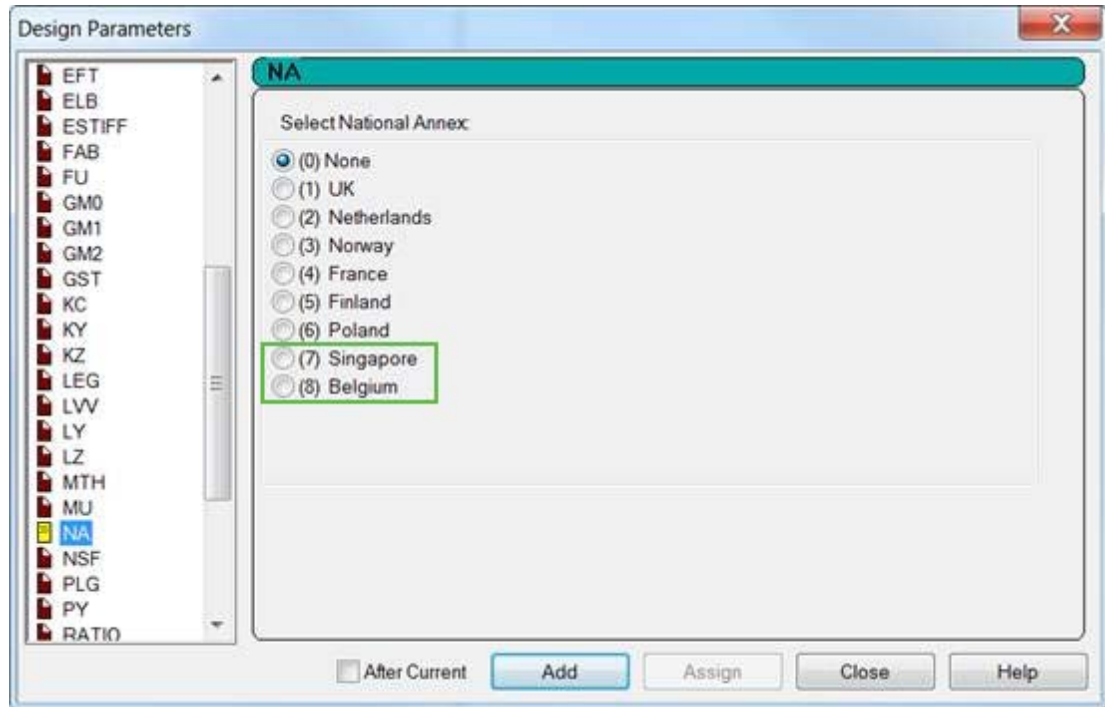 Design Parameters
EFT
ELB
ESTIFF
FAB
FU
GM0
GM1
GM2
GST
KC
KY
KZ
LEG
LVV
LY
LZ
MTH
MU
NA
NSF
PLG
PY
RATIO
NA
Select National Annex:
(0) None
(1) UK
(2) Netherlands
(3) Norway
(4) France
(5) Finland
(6) Poland
(7) Singapore
(8) Belgium
After Current
Add
Assign
Close
Help